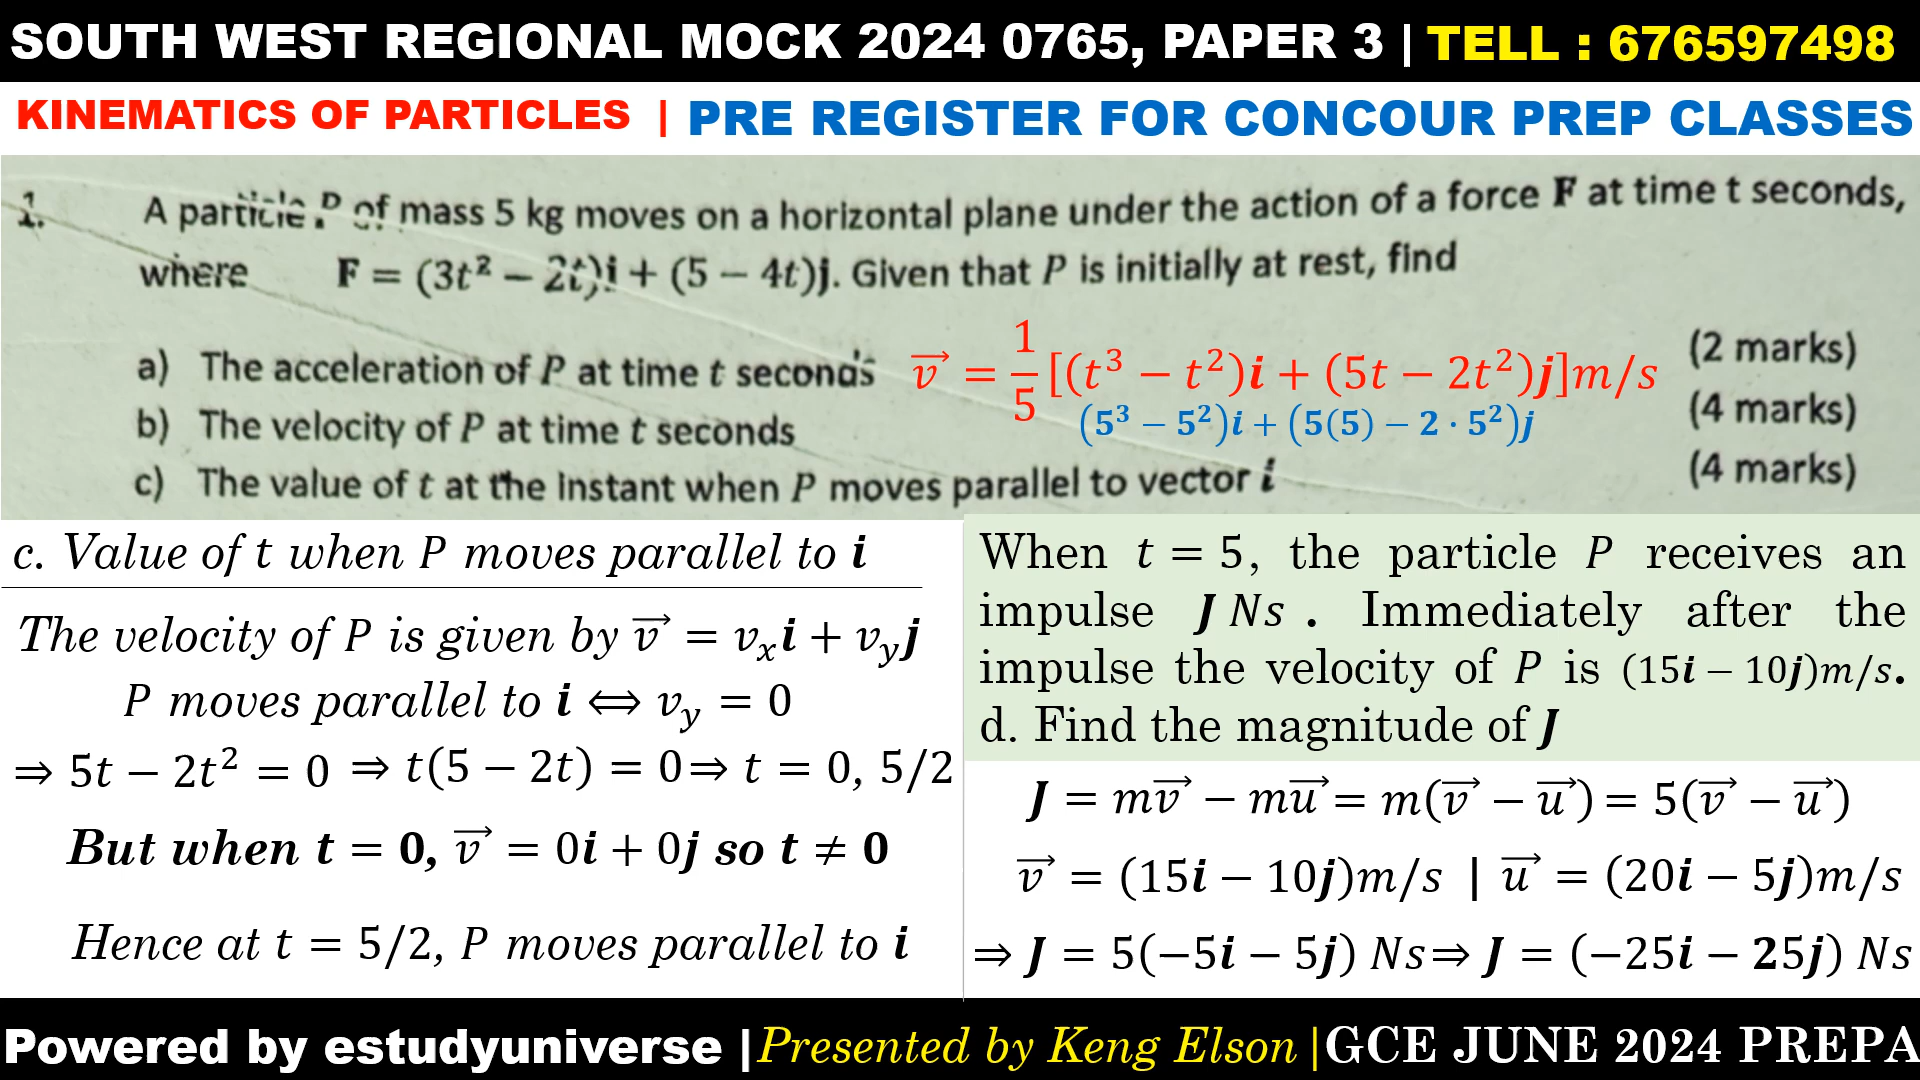 SOUTH WEST REGIONAL MOCK 2024 0765, PAPER 3 | TELL : 676597498
KINEMATICS OF PARTICLES | PRE REGISTER FOR CONCOUR PREP CLASSES
1. A particle P of mass 5 kg moves on a horizontal plane under the action of a force F at time t seconds,
where F = (3t² − 2t)i + (5 − 4t)j. Given that P is initially at rest, find
a) The acceleration of P at time t seconds (2 marks)
v⃗ = 1/5 [(t³ − t²)i + (5t − 2t²)j]m/s
(5³ − 5²)i + (5(5) − 2 · 5²)j
b) The velocity of P at time t seconds (4 marks)
c) The value of t at the instant when P moves parallel to vector i (4 marks)
c. Value of t when P moves parallel to i
The velocity of P is given by v⃗ = vₓi + v_y j
P moves parallel to i ⟺ v_y = 0
⇒ 5t − 2t² = 0 ⇒ t(5 − 2t) = 0 ⇒ t = 0, 5/2
But when t = 0, v⃗ = 0i + 0j so t ≠ 0
Hence at t = 5/2, P moves parallel to i
When t = 5, the particle P receives an
impulse J Ns . Immediately after the
impulse the velocity of P is (15i − 10j)m/s.
d. Find the magnitude of J
J = mv⃗ − mu⃗ = m(v⃗ − u⃗) = 5(v⃗ − u⃗)
v⃗ = (15i − 10j)m/s | u⃗ = (20i − 5j)m/s
⇒ J = 5(−5i − 5j) Ns ⇒ J = (−25i − 25j) Ns
Powered by estudyuniverse | Presented by Keng Elson | GCE JUNE 2024 PREPA